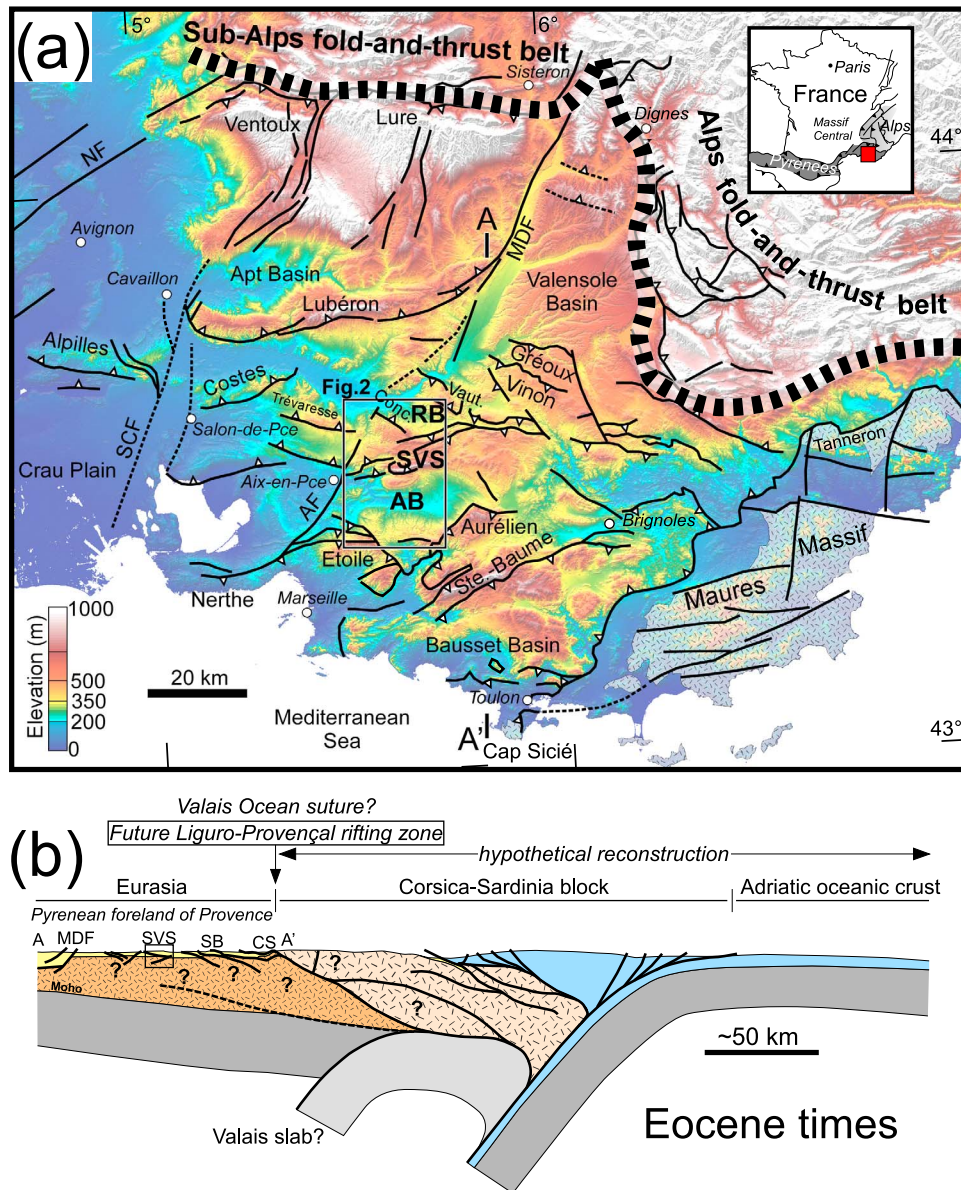 (a)
5°
6°
Sub-Alps fold-and-thrust belt
Sisteron
Paris
France
Massif
Central
Alps
Pyrenees
Ventoux
Lure
Dignes
44°
NF
Alps fold-and-thrust belt
Avignon
A
MDF
Cavaillon
Apt Basin
Valensole
Basin
Lubéron
Alpilles
Gréoux
Costes
Fig.2
Vaut.
Vinon
Conc.
RB
Trévaresse
Salon-de-Pce
SCF
SVS
Tanneron
Crau Plain
Aix-en-Pce
AB
AF
Aurélien
Brignoles
Etoile
Ste.-Baume
Massif
Maures
Nerthe
Marseille
Elevation (m)
1000
500
350
200
0
Bausset Basin
20 km
Toulon
Mediterranean
Sea
A'
Cap Sicié
43°
(b)
Valais Ocean suture?
Future Liguro-Provençal rifting zone
hypothetical reconstruction
Eurasia
Corsica-Sardinia block
Adriatic oceanic crust
Pyrenean foreland of Provence
A MDF SVS SB CS A'
? ? ? ? ? ?
Moho
?
~50 km
Valais slab?
Eocene times